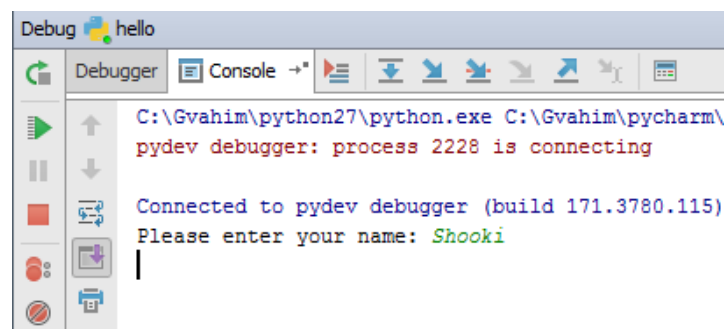 Debug hello
Debugger Console
C:\Gvahim\python27\python.exe C:\Gvahim\pycharm\
pydev debugger: process 2228 is connecting
Connected to pydev debugger (build 171.3780.115)
Please enter your name: Shooki